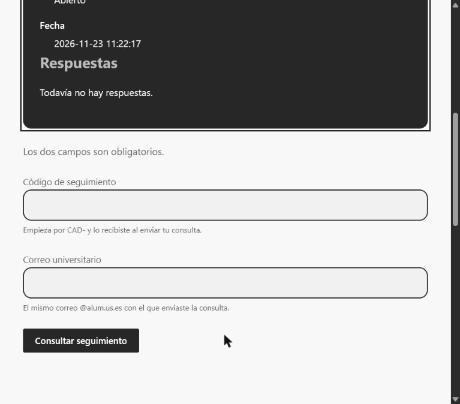 Abierto
Fecha
2026-11-23 11:22:17
Respuestas
Todavía no hay respuestas.
Los dos campos son obligatorios.
Código de seguimiento
Empieza por CAD- y lo recibiste al enviar tu consulta.
Correo universitario
El mismo correo @alum.us.es con el que enviaste la consulta.
Consultar seguimiento